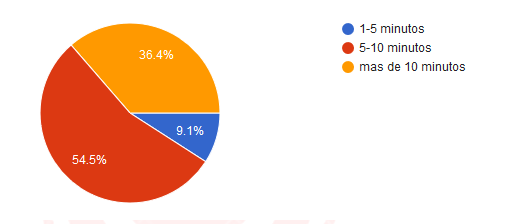 1-5 minutos
5-10 minutos
mas de 10 minutos
36.4%
9.1%
54.5%